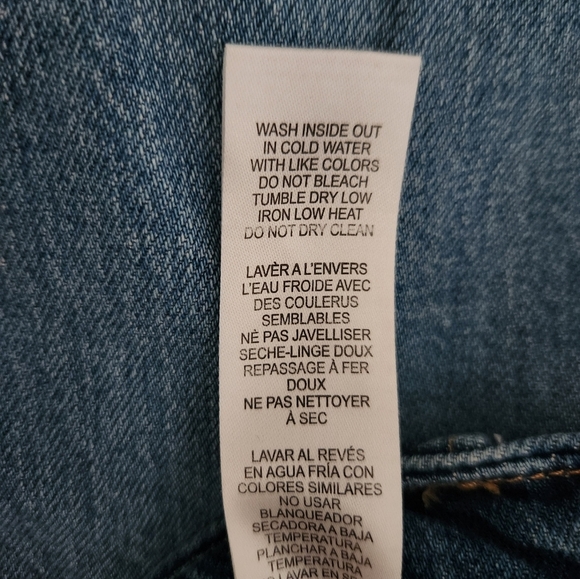 WASH INSIDE OUT
IN COLD WATER
WITH LIKE COLORS
DO NOT BLEACH
TUMBLE DRY LOW
IRON LOW HEAT
DO NOT DRY CLEAN
LAVÈR A L'ENVERS
L'EAU FROIDE AVEC
DES COULERUS
SEMBLABLES
NÈ PAS JAVELLISER
SECHE-LINGE DOUX
REPASSAGE À FER
DOUX
NE PAS NETTOYER
À SEC
LAVAR AL REVÉS
EN AGUA FRÍA CON
COLORES SIMILARES
NO USAR
BLANQUEADOR
SECADORA A BAJA
TEMPERATURA
PLANCHAR A BAJA
TEMPERATURA
LAVAR EN